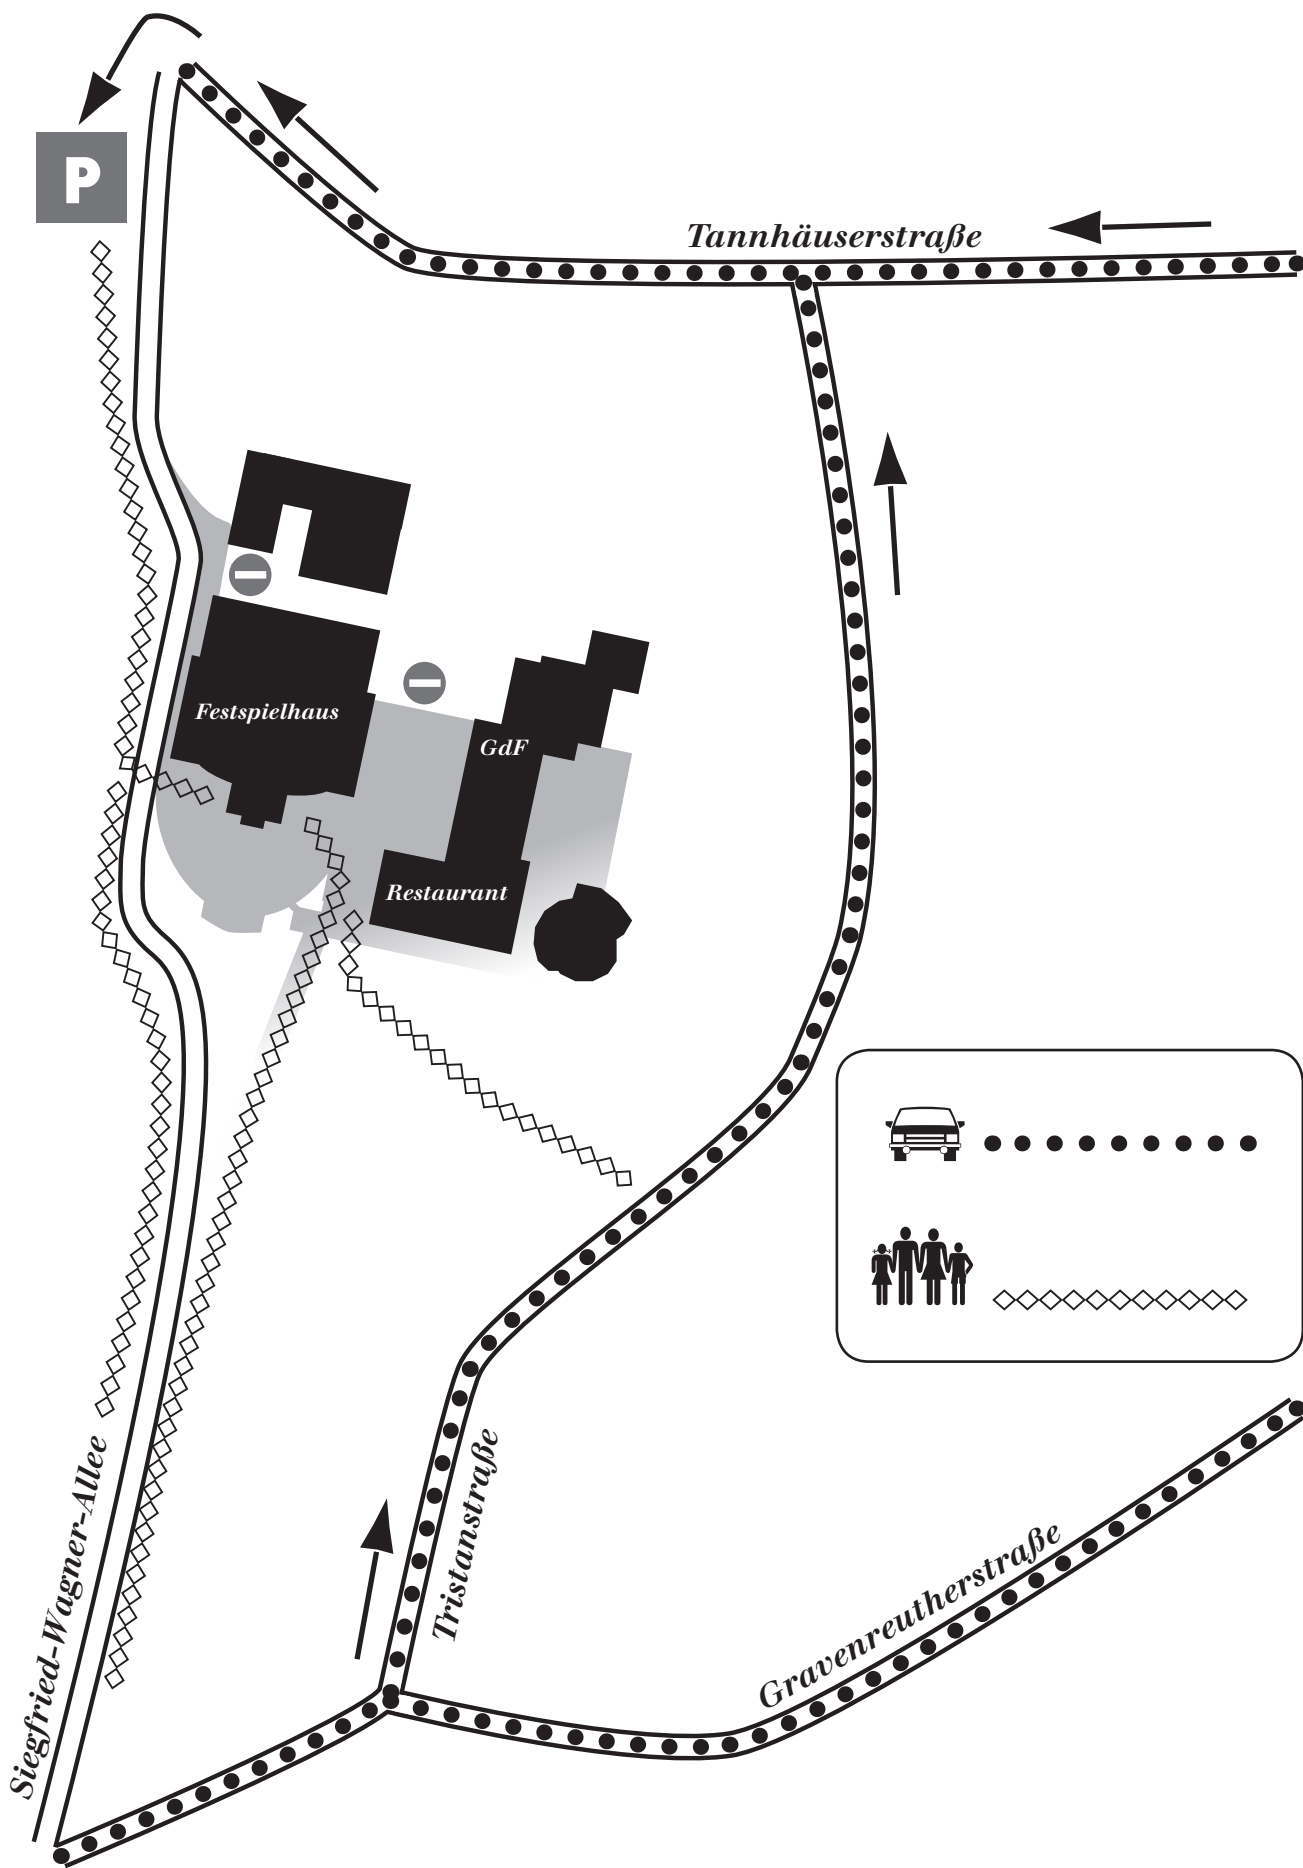 P
Tannhäuserstraße
Festspielhaus
GdF
Restaurant
Siegfried-Wagner-Allee
Tristanstraße
Gravenreutherstraße